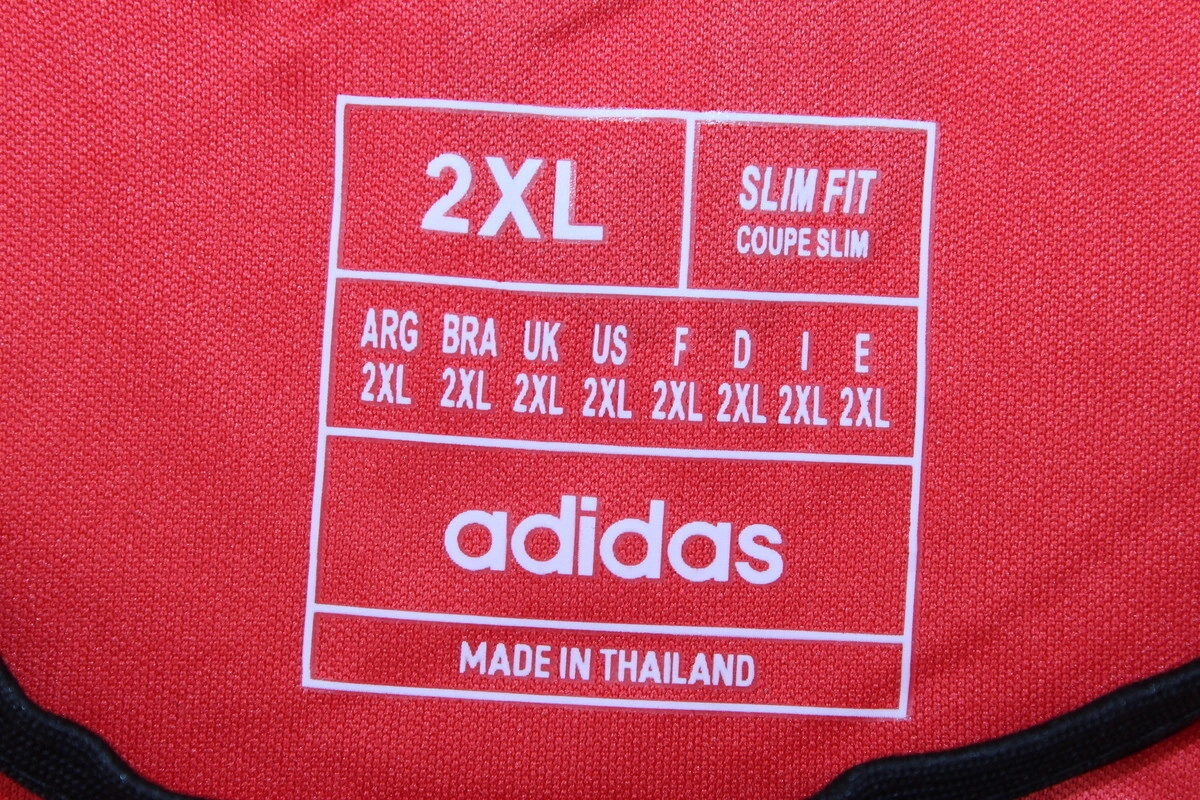 2XL
SLIM FIT
COUPE SLIM
ARG BRA UK US F D I E
2XL 2XL 2XL 2XL 2XL 2XL 2XL 2XL
adidas
MADE IN THAILAND